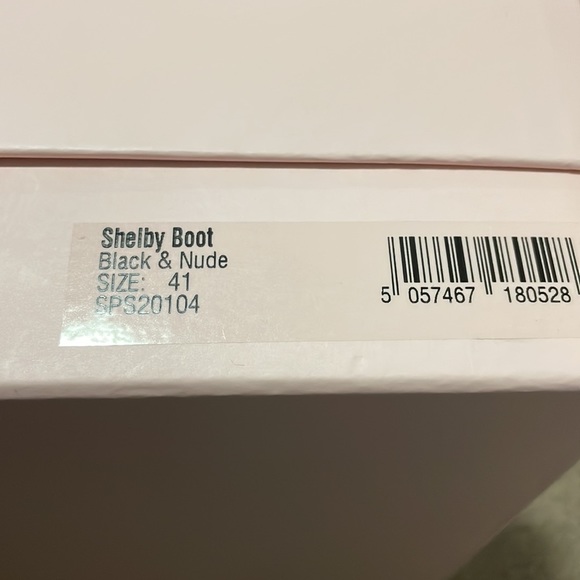 Shelby Boot
Black & Nude
SIZE: 41
SPS20104
5 057467 180528